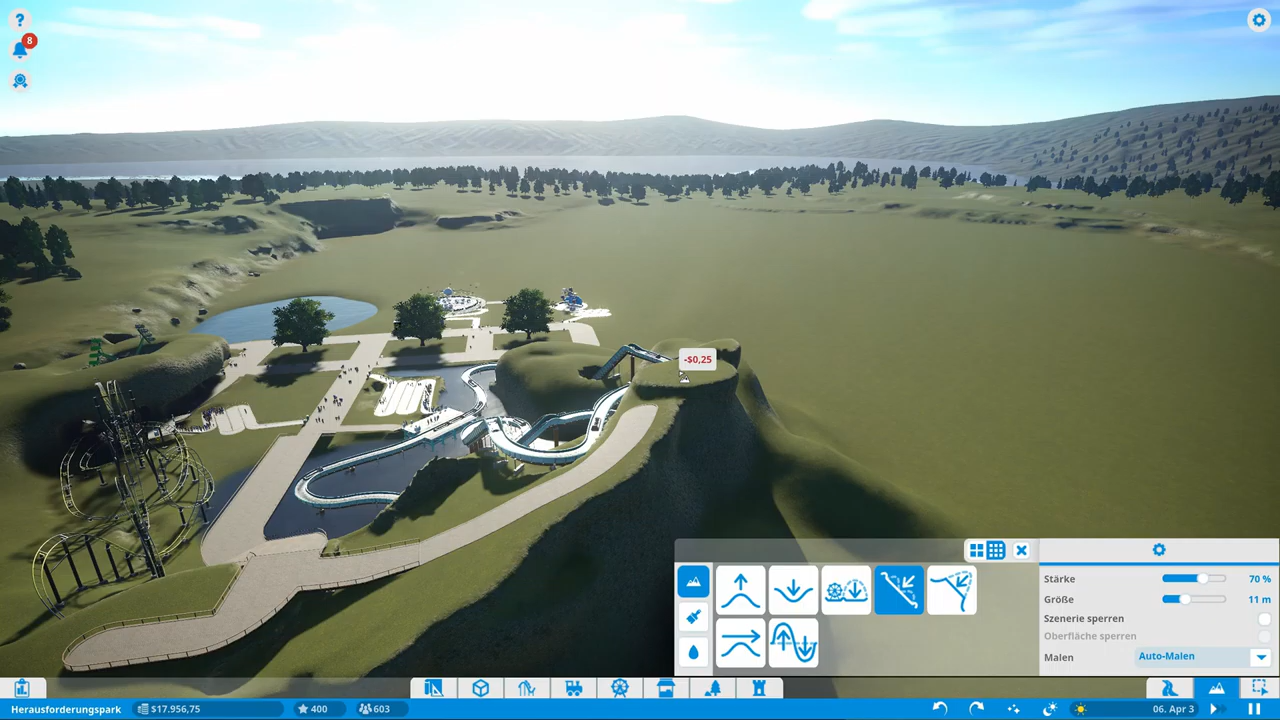 ?
8
-$0,25
Stärke 70 %
Größe 11 m
Szenerie sperren
Oberfläche sperren
Malen Auto-Malen
Herausforderungspark $17.956,75 400 603 06. Apr 3